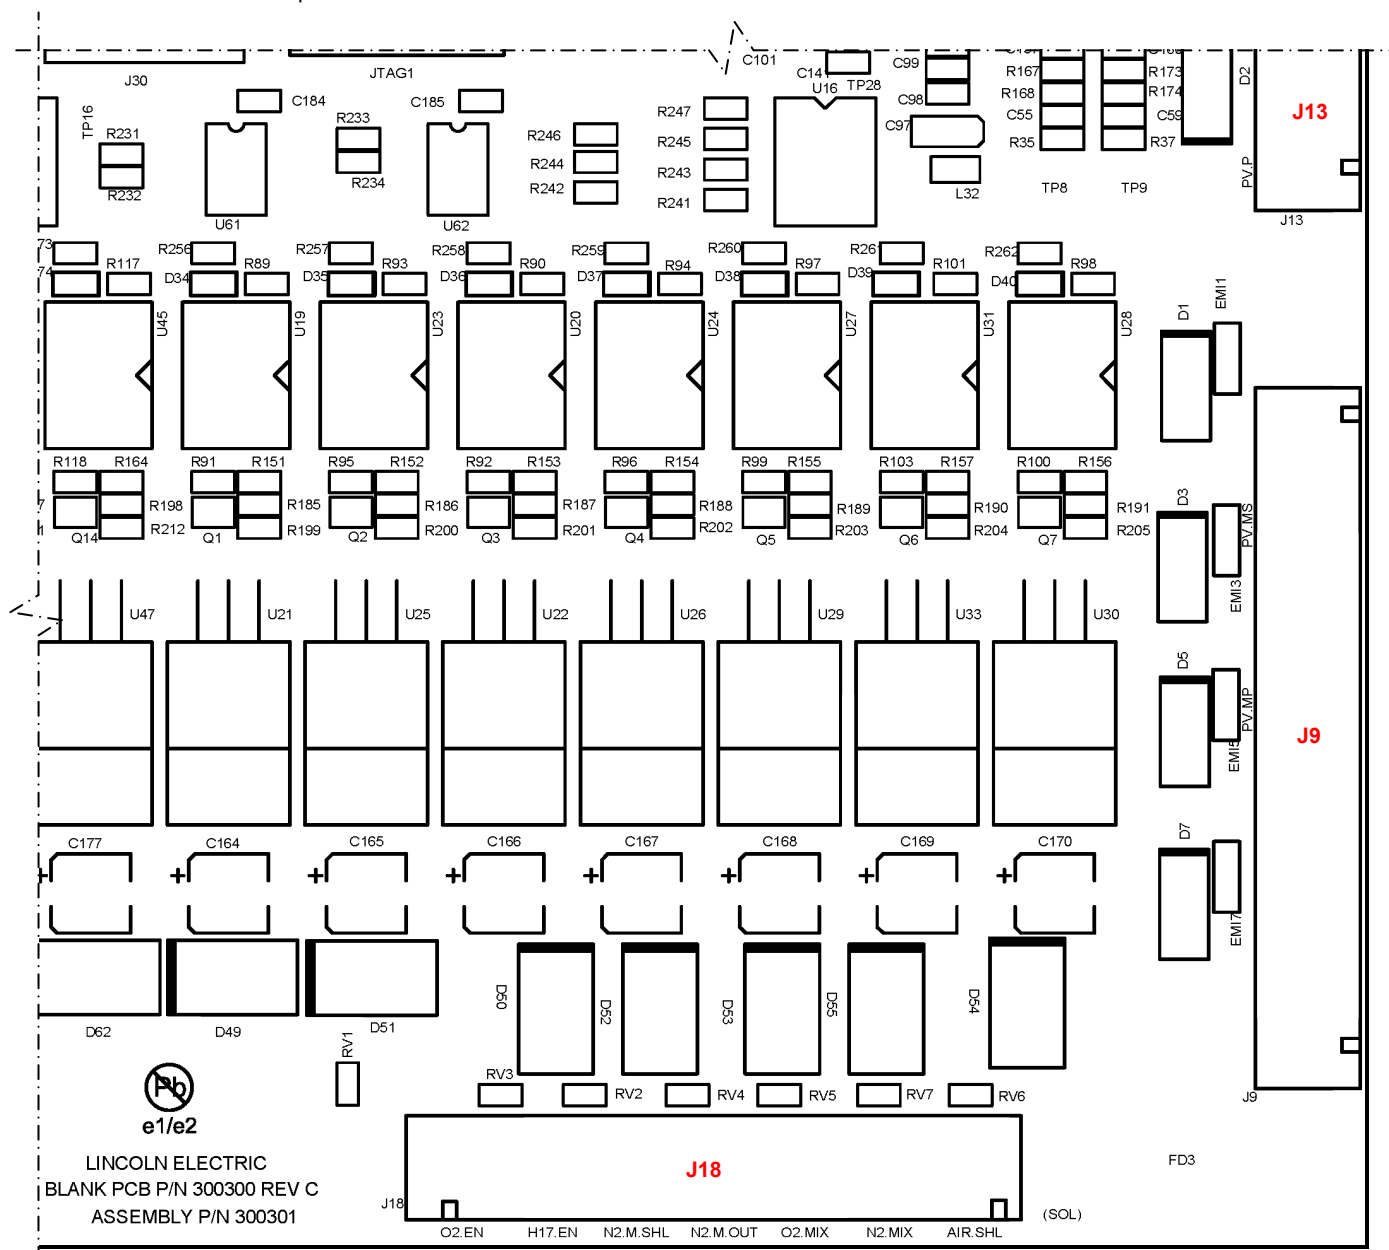 C101
C141
C99
C98
R167
R168
C55
R35
R173
R174
C59
R37
D2
J13
J30
JTAG1
TP28
U16
C184
C185
TP16
R231
R232
R233
R234
R246
R244
R242
R247
R245
R243
R241
C97
L32
TP8
TP9
PV.P
J13
U61
U62
73
R256
R257
R258
R259
R260
R261
R262
74
R117
D34
R89
D35
R93
D36
R90
D37
R94
D38
R97
D39
R101
D40
R98
U45
U19
U23
U20
U24
U27
U31
U28
D1
EMI1
R118
R164
R91
R151
R95
R152
R92
R153
R96
R154
R99
R155
R103
R157
R100
R156
7
R198
R185
R186
R187
R188
R189
R190
R191
1
R212
R199
R200
R201
R202
R203
R204
R205
Q14
Q1
Q2
Q3
Q4
Q5
Q6
Q7
D3
PV.MS
EMI3
U47
U21
U25
U22
U26
U29
U33
U30
D5
PV.MP
EMI5
J9
C177
C164
C165
C166
C167
C168
C169
C170
+
+
+
+
+
+
+
+
D7
EMI7
D62
D49
D51
D50
D52
D53
D55
D54
RV1
RV3
RV2
RV4
RV5
RV7
RV6
J9
Pb
e1/e2
LINCOLN ELECTRIC
BLANK PCB P/N 300300 REV C
ASSEMBLY P/N 300301
J18
J18
FD3
(SOL)
O2.EN
H17.EN
N2.M.SHL
N2.M.OUT
O2.MIX
N2.MIX
AIR.SHL